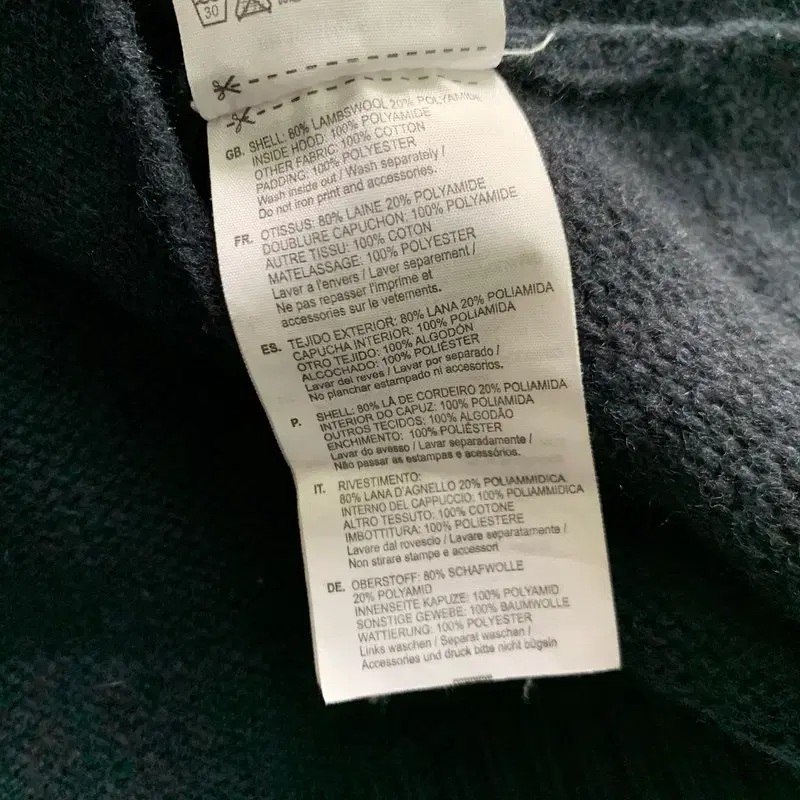 30
GB. SHELL: 80% LAMBSWOOL 20% POLYAMIDE
INSIDE HOOD: 100% POLYAMIDE
OTHER FABRIC: 100% COTTON
PADDING: 100% POLYESTER
Wash inside out / Wash separately /
Do not iron print and accessories.
FR. OTISSUS: 80% LAINE 20% POLYAMIDE
DOUBLURE CAPUCHON: 100% POLYAMIDE
AUTRE TISSU: 100% COTON
MATELASSAGE: 100% POLYESTER
Laver a l'envers / Laver separement /
Ne pas repasser l'imprime et
accessories sur le vetements.
ES. TEJIDO EXTERIOR: 80% LANA 20% POLIAMIDA
CAPUCHA INTERIOR: 100% POLIAMIDA
OTRO TEJIDO: 100% ALGODÓN
ALCOCHADO: 100% POLIÉSTER
Lavar del reves / Lavar por separado /
No planchar estampado ni accesorios.
P. SHELL: 80% LÃ DE CORDEIRO 20% POLIAMIDA
INTERIOR DO CAPUZ: 100% POLIAMIDA
OUTROS TECIDOS: 100% ALGODÃO
ENCHIMENTO: 100% POLIÉSTER
Lavar do avesso / Lavar separadamente /
Não passar as estampas e acessórios.
IT. RIVESTIMENTO:
80% LANA D'AGNELLO 20% POLIAMMIDICA
INTERNO DEL CAPPUCCIO: 100% POLIAMMIDICA
ALTRO TESSUTO: 100% COTONE
IMBOTTITURA: 100% POLIESTERE
Lavare dal rovescio / Lavare separatamente /
Non stirare stampe e accessori
DE. OBERSTOFF: 80% SCHAFWOLLE
20% POLYAMID
INNENSEITE KAPUZE: 100% POLYAMID
SONSTIGE GEWEBE: 100% BAUMWOLLE
WATTIERUNG: 100% POLYESTER
Links waschen / Separat waschen /
Accessories und druck bitte nicht bügeln